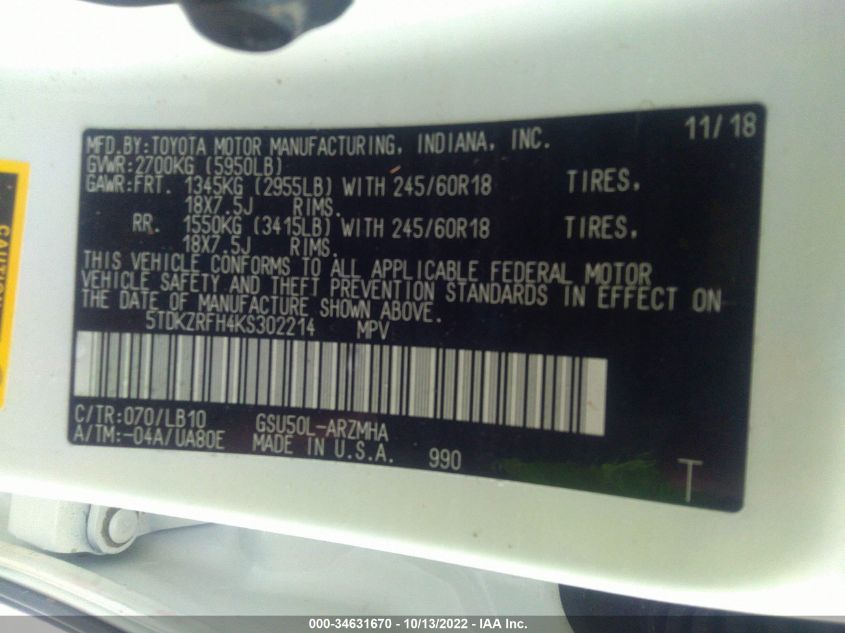 MFD.BY:TOYOTA MOTOR MANUFACTURING, INDIANA, INC. 11/18
GVWR:2700KG (5950LB)
GAWR:FRT. 1345KG (2955LB) WITH 245/60R18 TIRES,
18X7.5J RIMS.
RR. 1550KG (3415LB) WITH 245/60R18 TIRES,
18X7.5J RIMS.
THIS VEHICLE CONFORMS TO ALL APPLICABLE FEDERAL MOTOR
VEHICLE SAFETY AND THEFT PREVENTION STANDARDS IN EFFECT ON
THE DATE OF MANUFACTURE SHOWN ABOVE.
5TDKZRFH4KS302214 MPV
C/TR:070/LB10 GSU50L-ARZMHA
A/TM:-04A/UA80E MADE IN U.S.A. 990
T
CAUTION
000-34631670 - 10/13/2022 - IAA Inc.